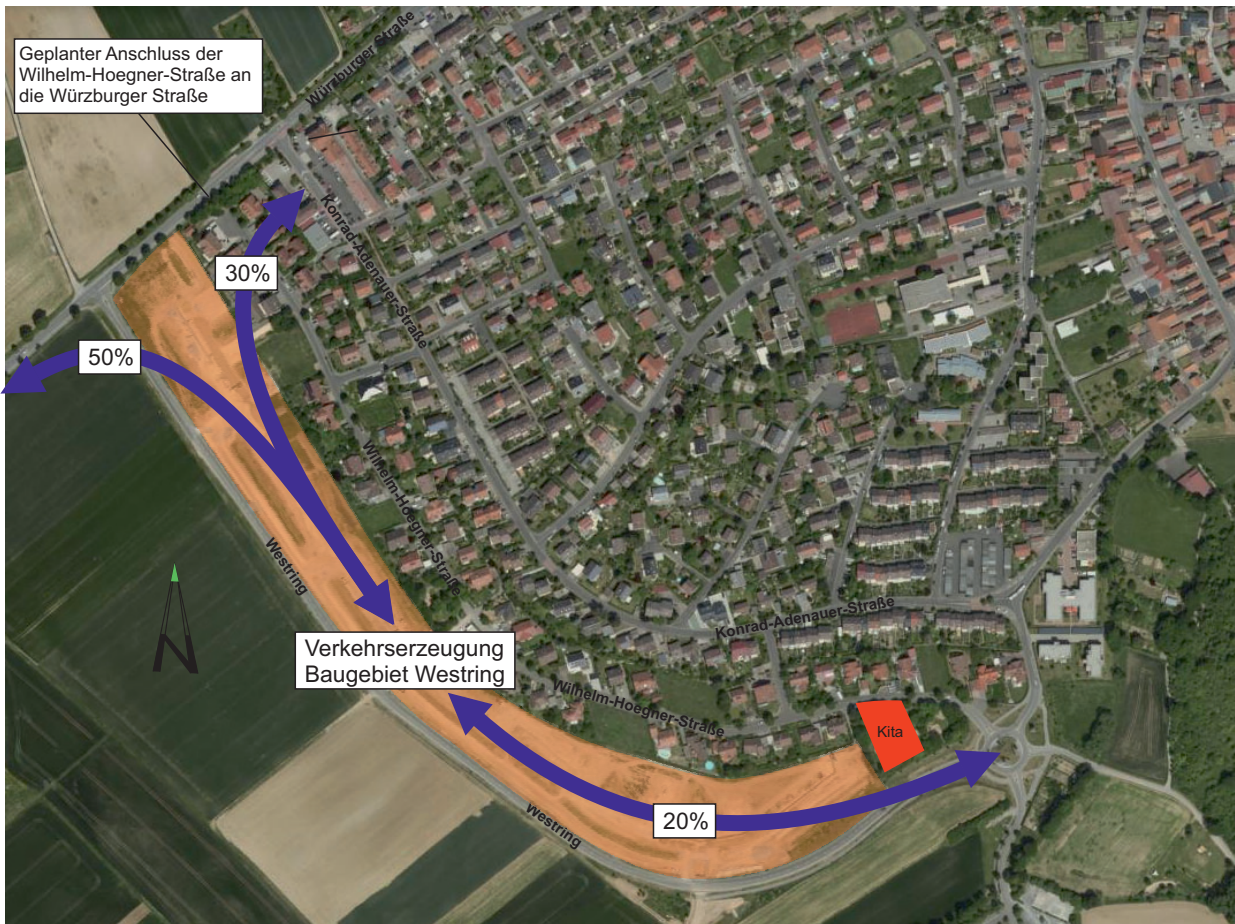 Geplanter Anschluss der
Wilhelm-Hoegner-Straße an
die Würzburger Straße
Würzburger Straße
Konrad-Adenauer-Straße
30%
50%
Wilhelm-Hoegner-Straße
Westring
N
Verkehrserzeugung
Baugebiet Westring
Konrad-Adenauer-Straße
Wilhelm-Hoegner-Straße
Kita
20%
Westring